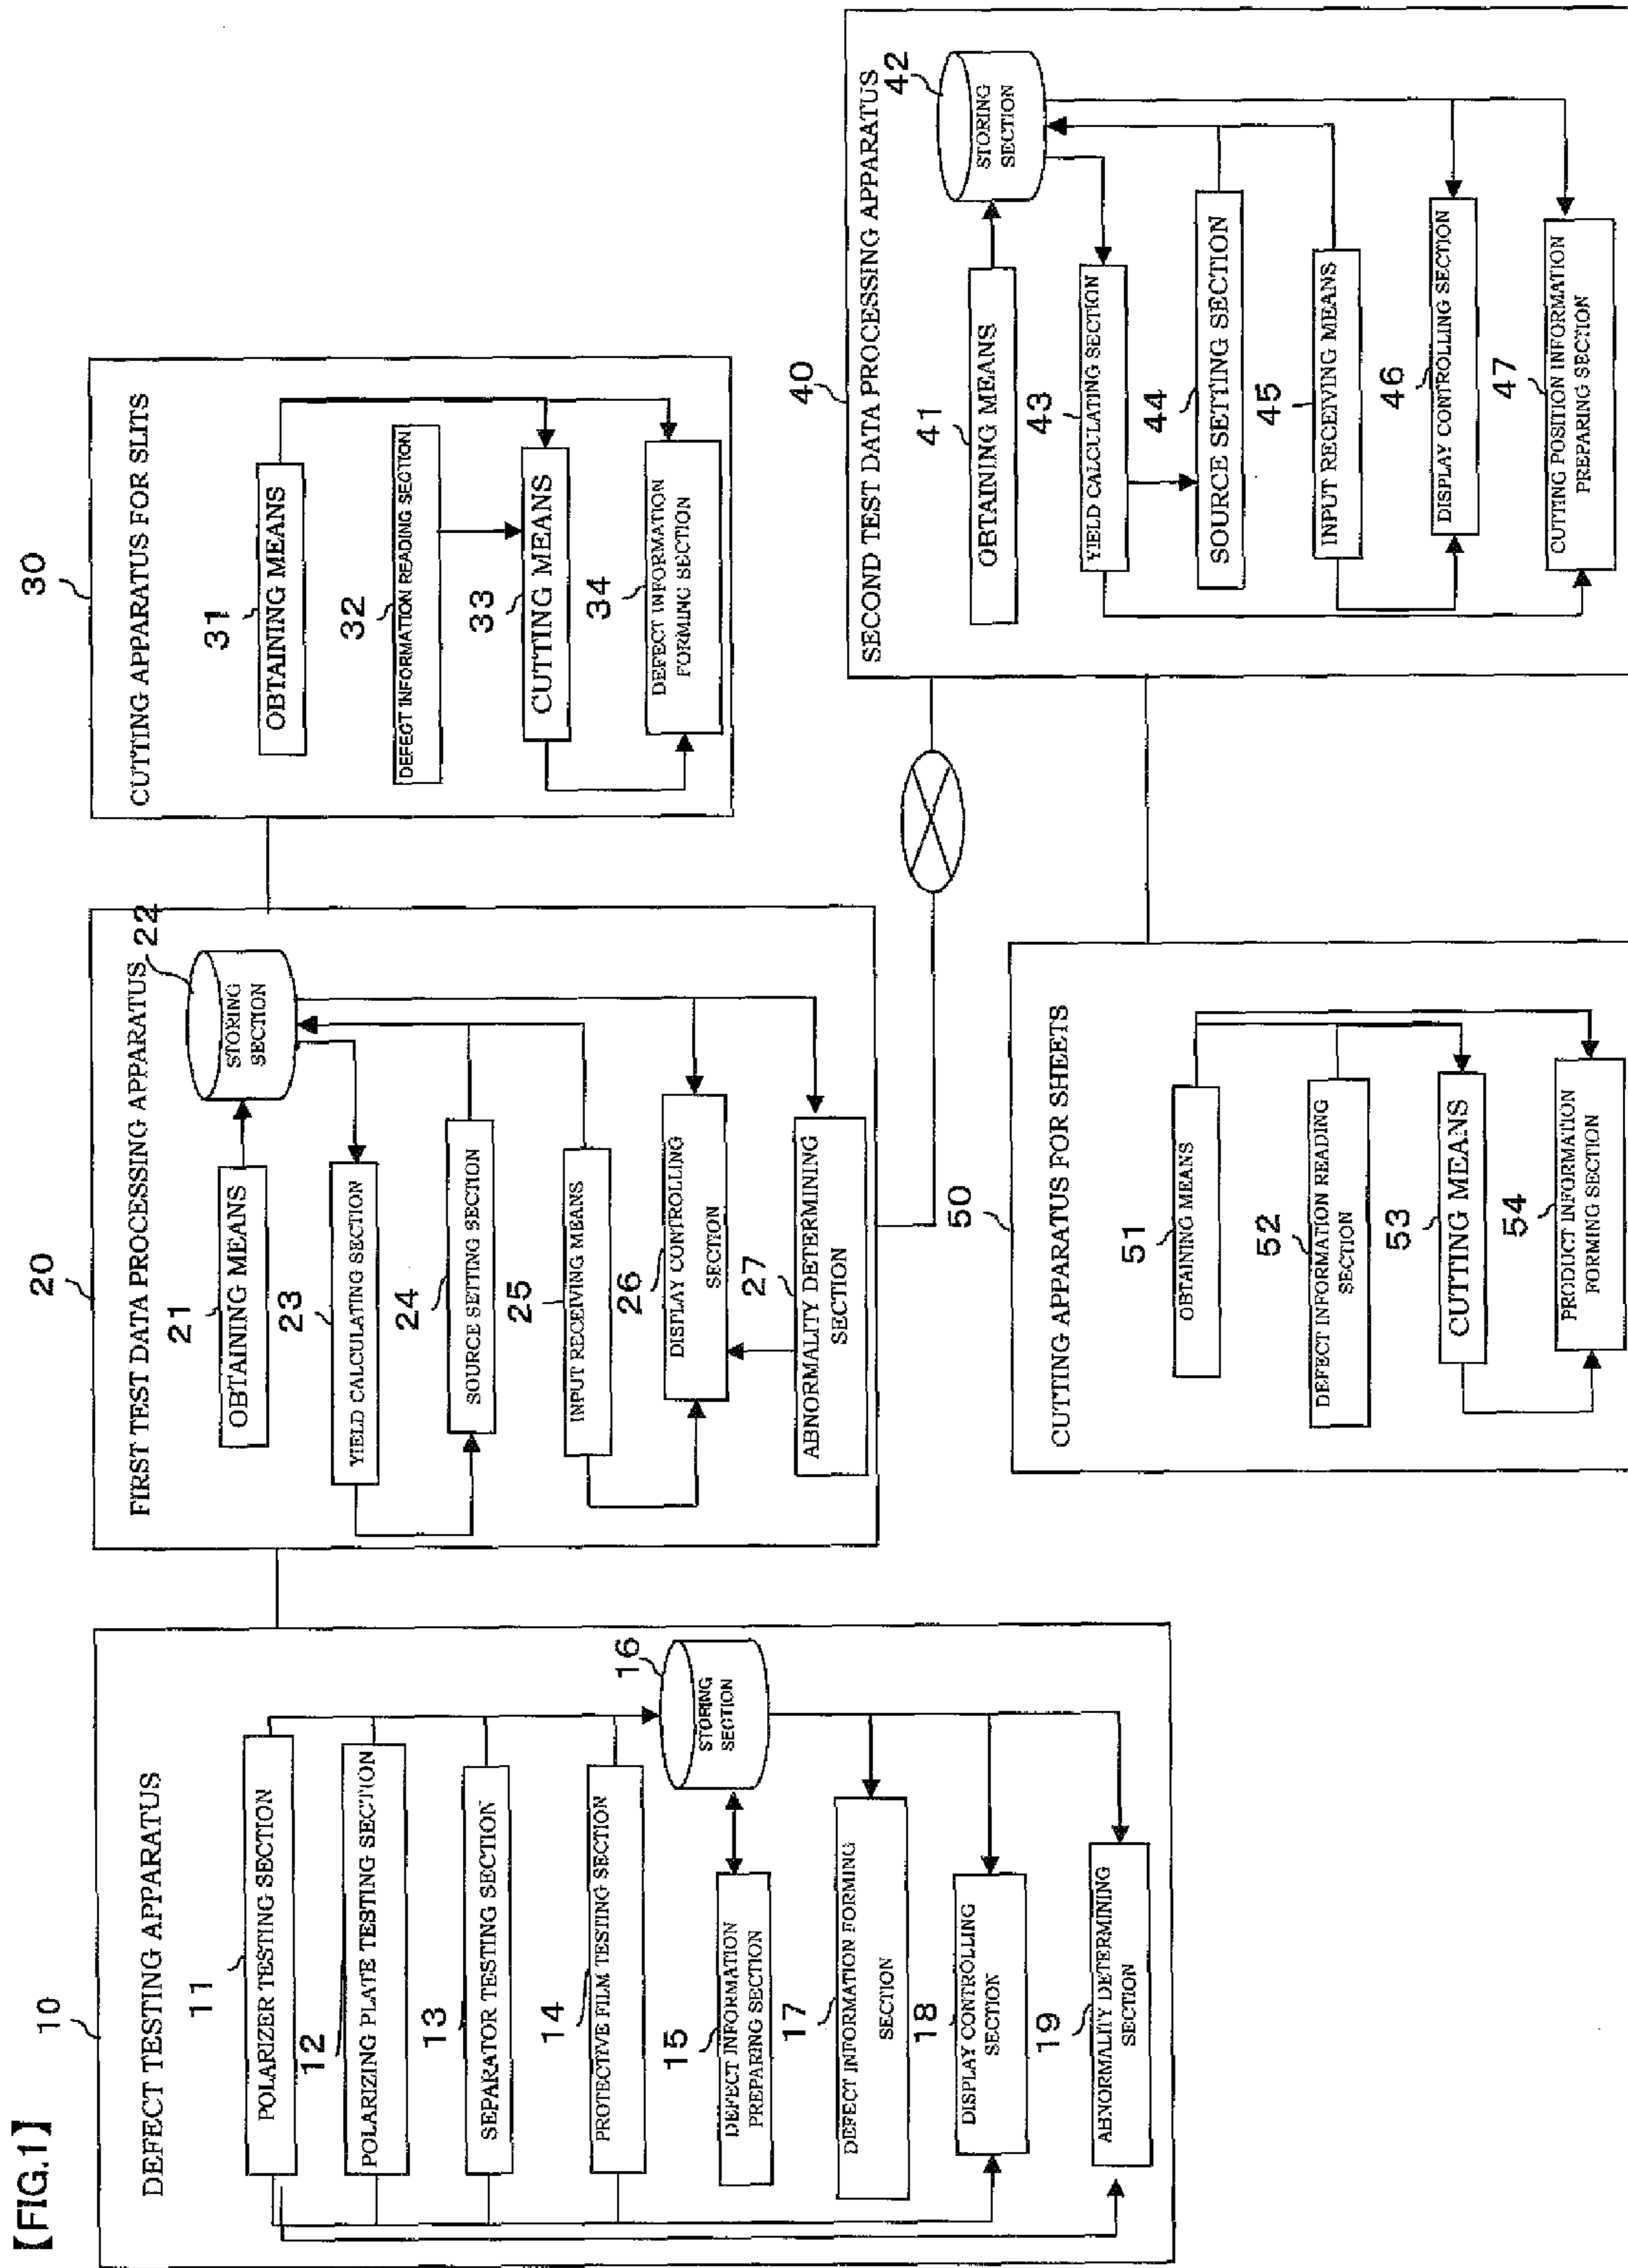 【FIG.1】
10
DEFECT TESTING APPARATUS
11
POLARIZER TESTING SECTION
12
POLARIZING PLATE TESTING SECTION
13
SEPARATOR TESTING SECTION
14
PROTECTIVE FILM TESTING SECTION
16
STORING
SECTION
15
DEFECT INFORMATION
PREPARING SECTION
17
DEFECT INFORMATION FORMING
SECTION
18
DISPLAY CONTROLLING
SECTION
19
ABNORMALITY DETERMINING
SECTION
20
FIRST TEST DATA PROCESSING APPARATUS
22
STORING
SECTION
21
OBTAINING MEANS
23
YIELD CALCULATING SECTION
24
SOURCE SETING SECTION
25
INPUT RECEIVING MEANS
26
DISPLAY CONTROLLING
SECTION
27
ABNORMALITY DETERMINING
SECTION
30
CUTTING APPARATUS FOR SLITS
31
OBTAINING MEANS
32
DEFECT INFORMATION READING SECTION
33
CUTTING MEANS
34
DEFECT INFORMATION
FORMING SECTION
40
SECOND TEST DATA PROCESSING APPARATUS
42
STORING
SECTION
41
OBTAINING MEANS
43
YIELD CALCULATING SECTION
44
SOURCE SETING SECTION
45
INPUT RECEIVING MEANS
46
DISPLAY CONTROLLING SECTION
47
CUTTING POSITION INFORMATION
PREPARING SECTION
50
CUTTING APPARATUS FOR SHEETS
51
OBTAINING MEANS
52
DEFECT INFORMATION READING
SECTION
53
CUTTING MEANS
54
PRODUCT INFORMATION
FORMING SECTION